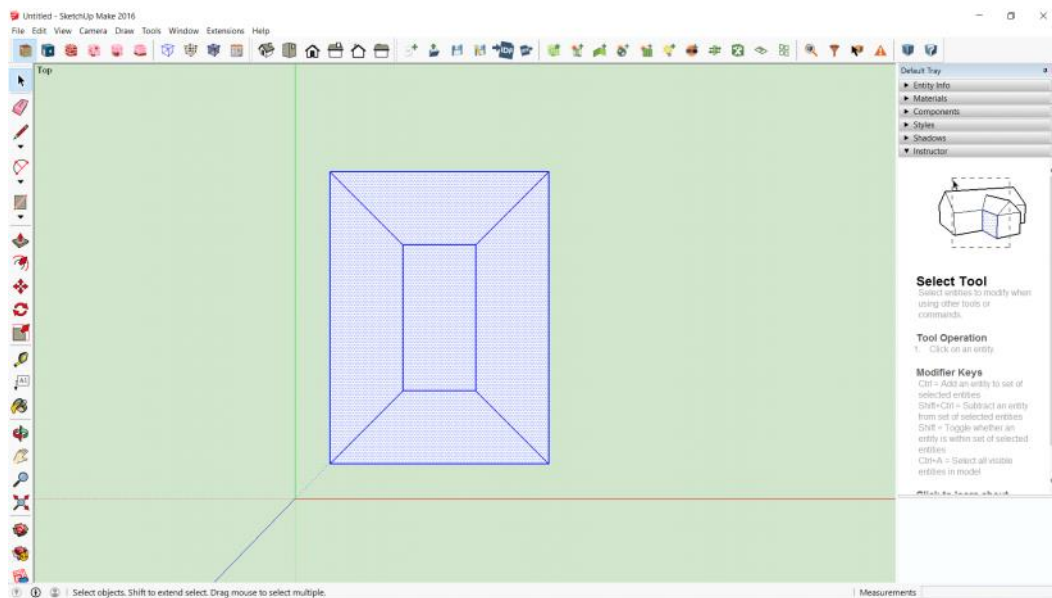 Untitled - SketchUp Make 2016
File Edit View Camera Draw Tools Window Extensions Help
Top
Default Tray
Entity Info
Materials
Components
Styles
Shadows
Instructor
Select Tool
Select entities to modify when
using other tools or
commands.
Tool Operation
1. Click on an entity.
Modifier Keys
Ctrl = Add an entity to set of
selected entities
Shift+Ctrl = Subtract an entity
from set of selected entities
Shift = Toggle whether an
entity is within set of selected
entities
Ctrl+A = Select all visible
entities in model
Select objects. Shift to extend select. Drag mouse to select multiple.
Measurements